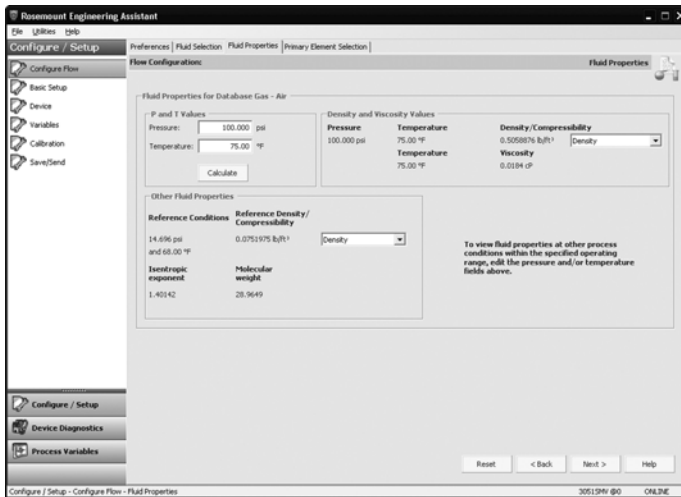 Rosemount Engineering Assistant
File Utilities Help
Configure / Setup
Preferences Fluid Selection Fluid Properties Primary Element Selection
Flow Configuration: Fluid Properties
Configure Flow
Basic Setup
Device
Variables
Calibration
Save/Send
Fluid Properties for Database Gas - Air
P and T Values
Pressure: 100.000 psi
Temperature: 75.00 °F
Calculate
Density and Viscosity Values
Pressure Temperature Density/Compressibility
100.000 psi 75.00 °F 0.5058876 lb/ft³ Density
Temperature Viscosity
75.00 °F 0.0184 cP
Other Fluid Properties
Reference Conditions Reference Density/
Compressibility
14.696 psi 0.0751975 lb/ft³ Density
and 68.00 °F
Isentropic Molecular
exponent weight
1.40142 28.9649
To view fluid properties at other process
conditions within the specified operating
range, edit the pressure and/or temperature
fields above.
Configure / Setup
Device Diagnostics
Process Variables
Reset < Back Next > Help
Configure / Setup - Configure Flow - Fluid Properties 3051SMV @0 ONLINE